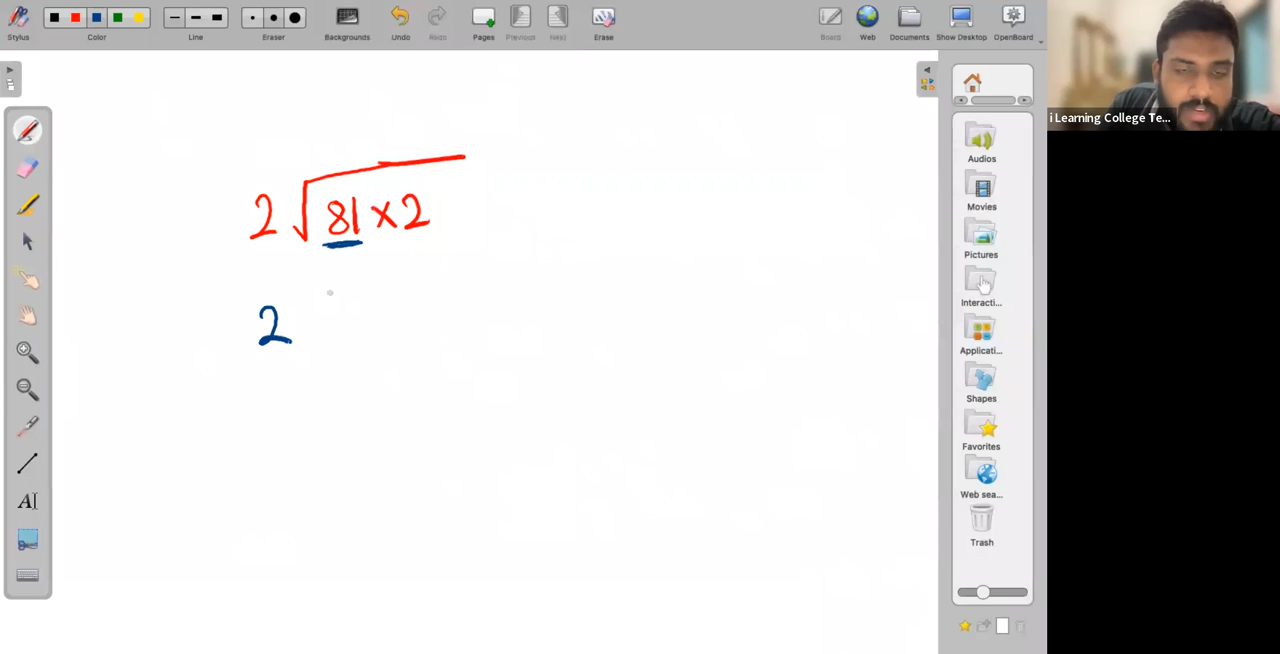 Stylus Color Line Eraser Backgrounds Undo Redo Pages Previous Next Erase Board Web Documents Show Desktop OpenBoard
i Learning College Te...
Audios
Movies
Pictures
Interacti...
Applicati...
Shapes
Favorites
Web sea...
Trash
AI
2√81×2
2